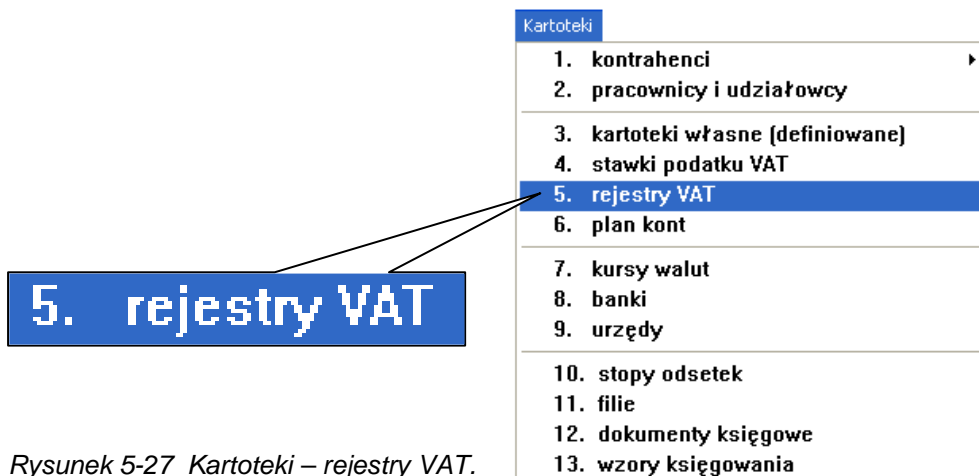 Kartoteki
1. kontrahenci
2. pracownicy i udziałowcy
3. kartoteki własne (definiowane)
4. stawki podatku VAT
5. rejestry VAT
6. plan kont
7. kursy walut
8. banki
9. urzędy
10. stopy odsetek
11. filie
12. dokumenty księgowe
13. wzory księgowania
5. rejestry VAT
Rysunek 5-27 Kartoteki – rejestry VAT.